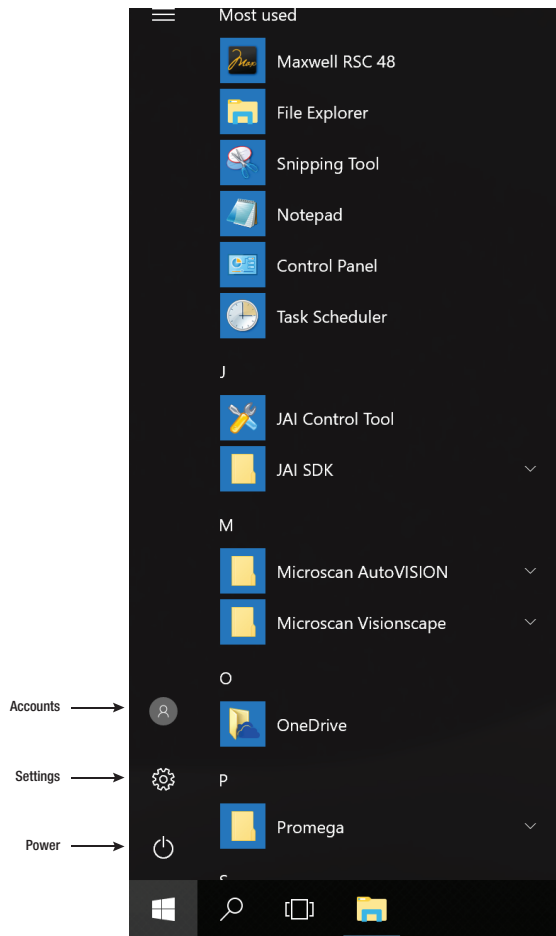 Most used
Maxwell RSC 48
File Explorer
Snipping Tool
Notepad
Control Panel
Task Scheduler
J
JAI Control Tool
JAI SDK
M
Microscan AutoVISION
Microscan Visionscape
O
Accounts
OneDrive
Settings
P
Promega
Power